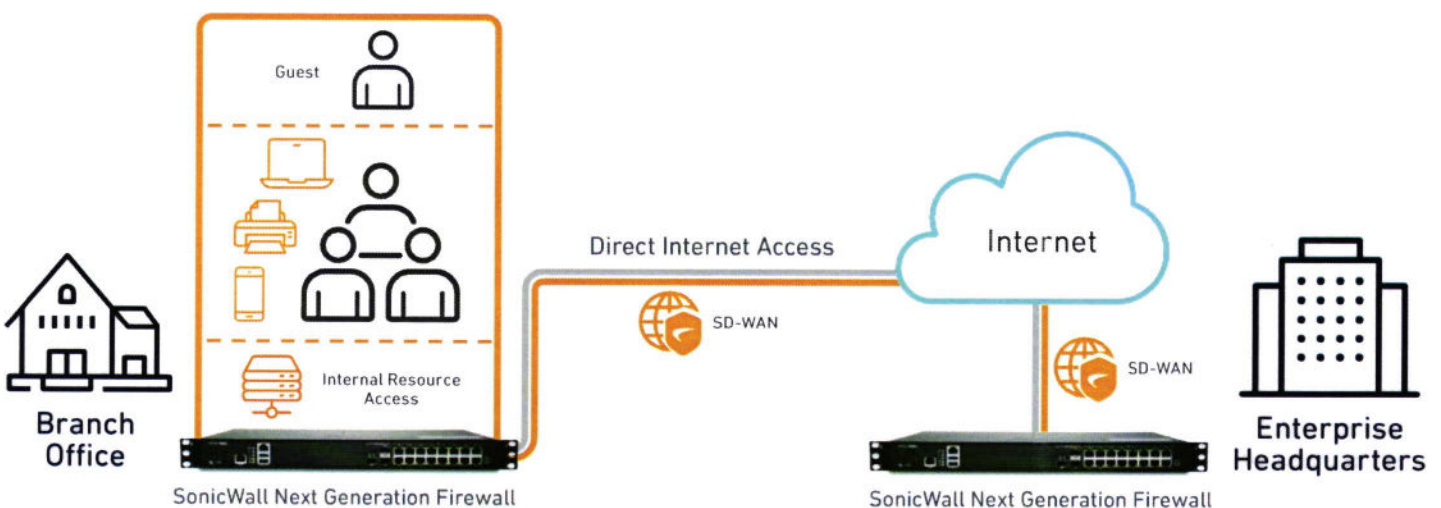 Guest
Direct Internet Access
Internet
SD-WAN
SD-WAN
Internal Resource
Access
Branch
Office
Enterprise
Headquarters
SonicWall Next Generation Firewall
SonicWall Next Generation Firewall